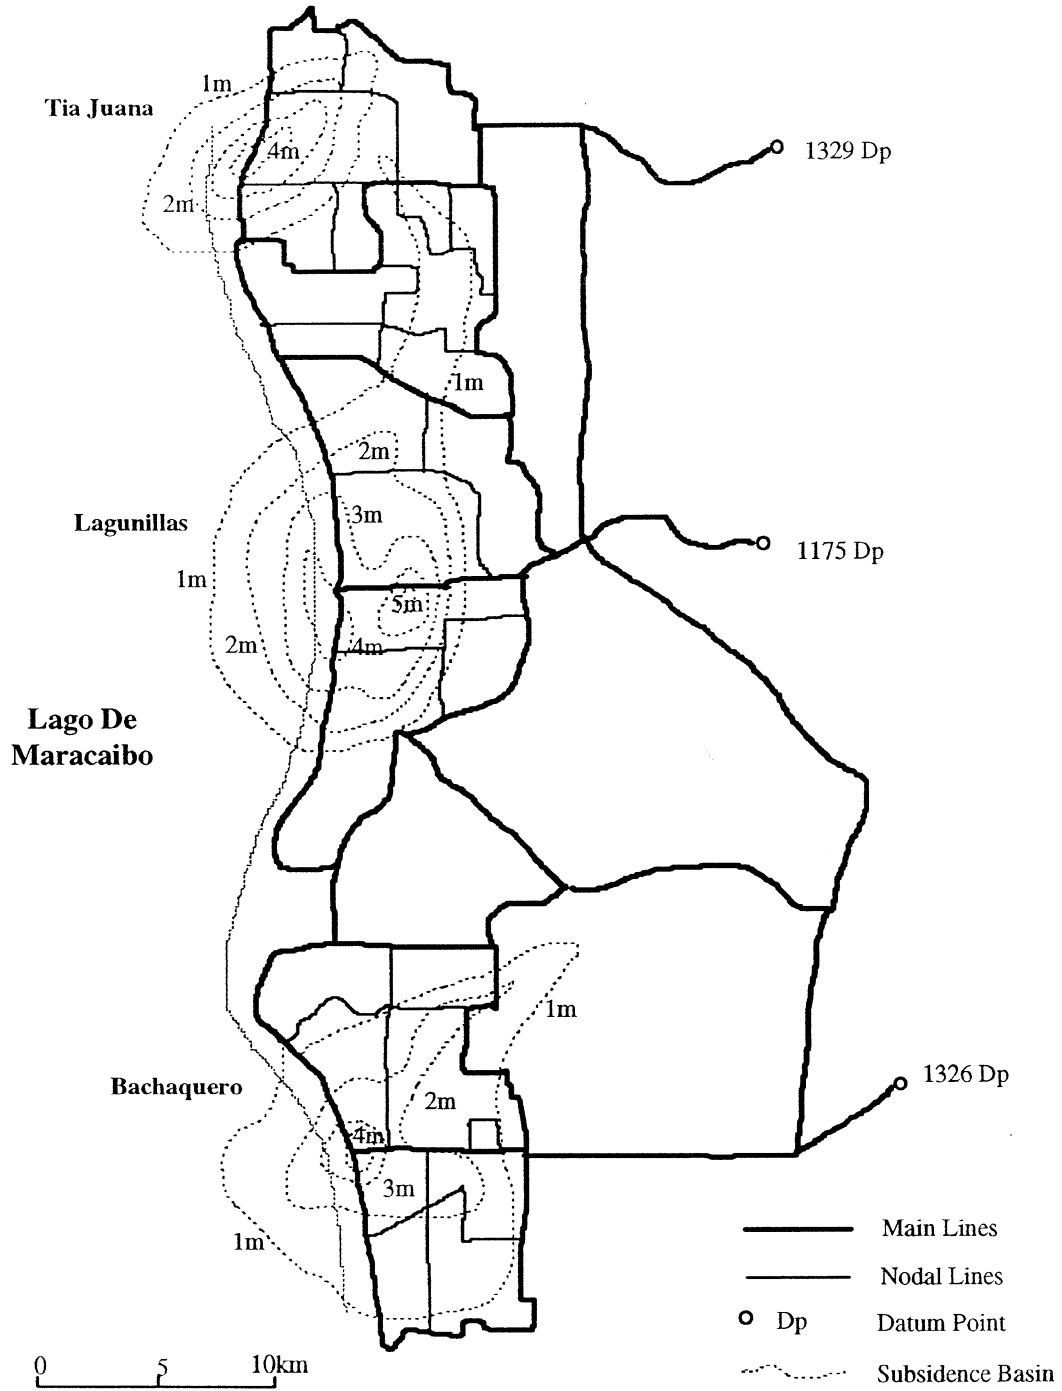 1m
Tia Juana
4m
1329 Dp
2m
1m
2m
3m
Lagunillas
1175 Dp
1m
5m
2m
4m
Lago De
Maracaibo
1m
1326 Dp
Bachaquero
2m
4m
3m
1m
Main Lines
Nodal Lines
Dp Datum Point
Subsidence Basin
0 5 10km